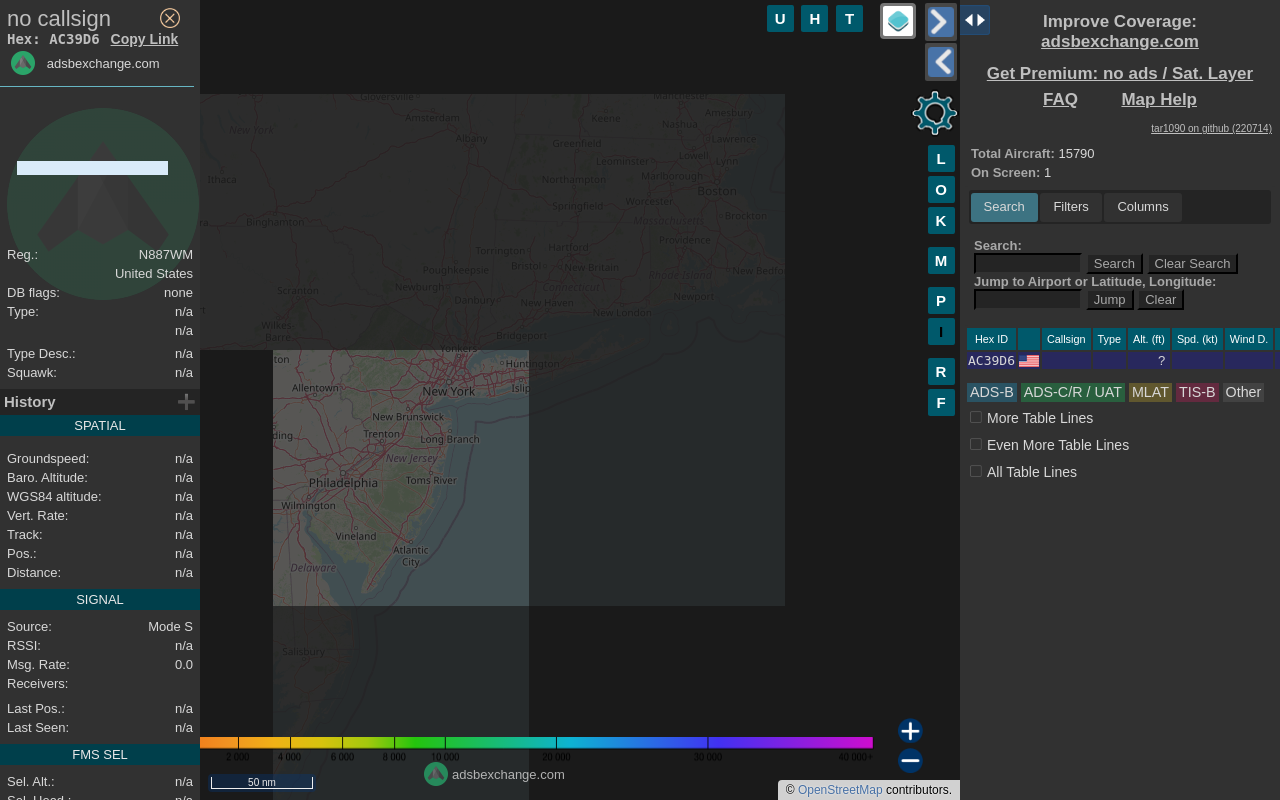 no callsign
Hex: AC39D6 Copy Link
adsbexchange.com
Reg.: N887WM
United States
DB flags: none
Type: n/a
n/a
Type Desc.: n/a
Squawk: n/a
History
SPATIAL
Groundspeed: n/a
Baro. Altitude: n/a
WGS84 altitude: n/a
Vert. Rate: n/a
Track: n/a
Pos.: n/a
Distance: n/a
SIGNAL
Source: Mode S
RSSI: n/a
Msg. Rate: 0.0
Receivers:
Last Pos.: n/a
Last Seen: n/a
FMS SEL
Sel. Alt.: n/a
U H T
L
O
K
M
P
I
R
F
Gloversville
Manchester
Amsterdam
Keene
Amesbury
Nashua
New York
Albany
Greenfield
Lawrence
Leominster
Lowell
Lynn
Ithaca
Northampton
Marlborough
Boston
Worcester
Springfield
Massachusetts
Brockton
Binghamton
Hartford
Providence
Torrington
Bristol
New Britain
Poughkeepsie
Rhode Island
New Bedfo
Scranton
Newburgh
Connecticut
Danbury
New Haven
Newport
New London
Wilkes-
Barre
Bridgeport
Yonkers
ton
Huntington
Allentown
New York
Islip
New Brunswick
ding
Trenton
Long Branch
New Jersey
Philadelphia
Toms River
Wilmington
Vineland
Atlantic
City
Delaware
Salisbury
2 000 4 000 6 000 8 000 10 000 20 000 30 000 40 000+
adsbexchange.com
50 nm
© OpenStreetMap contributors.
Improve Coverage:
adsbexchange.com
Get Premium: no ads / Sat. Layer
FAQ Map Help
tar1090 on github (220714)
Total Aircraft: 15790
On Screen: 1
Search Filters Columns
Search:
Search Clear Search
Jump to Airport or Latitude, Longitude:
Jump Clear
Hex ID Callsign Type Alt. (ft) Spd. (kt) Wind D.
AC39D6 ?
ADS-B ADS-C/R / UAT MLAT TIS-B Other
More Table Lines
Even More Table Lines
All Table Lines